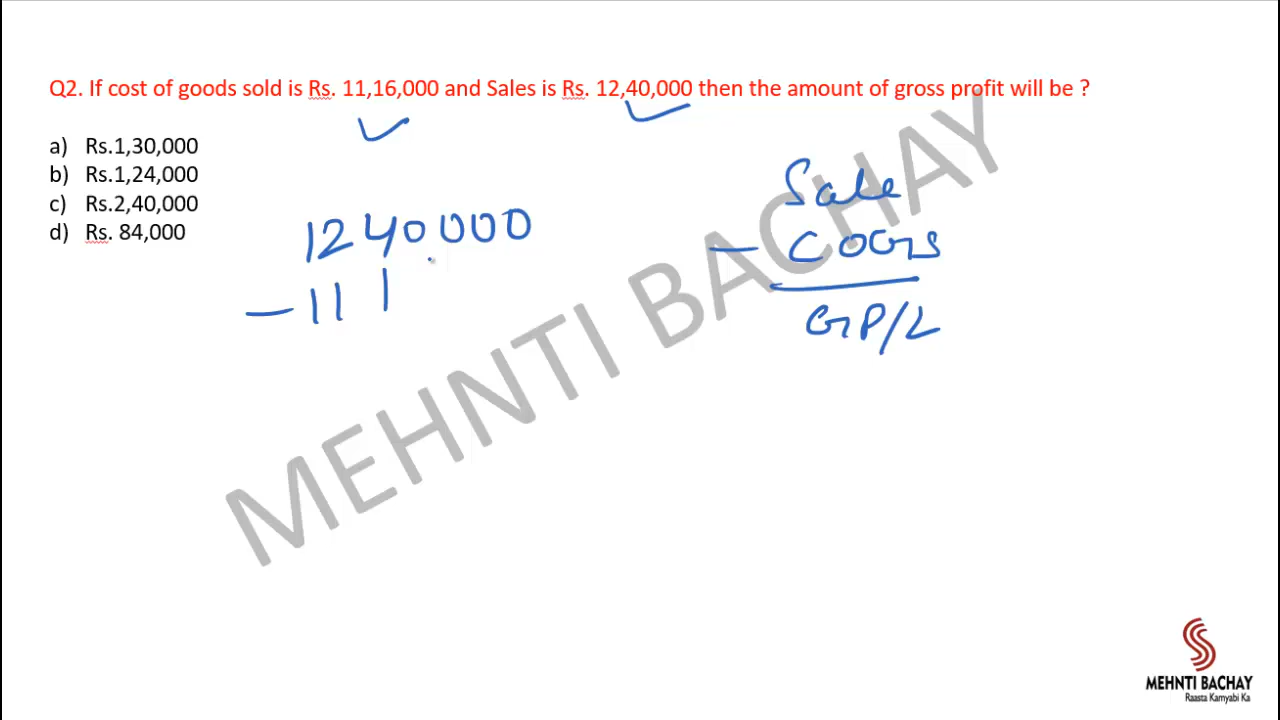 Q2. If cost of goods sold is Rs. 11,16,000 and Sales is Rs. 12,40,000 then the amount of gross profit will be ?
a) Rs.1,30,000
b) Rs.1,24,000
c) Rs.2,40,000
d) Rs. 84,000
1240000
- 111
Sale
- COGS
GP/L
MEHNTI BACHAY
MEHNTI BACHAY
Raasta Kamyabi Ka